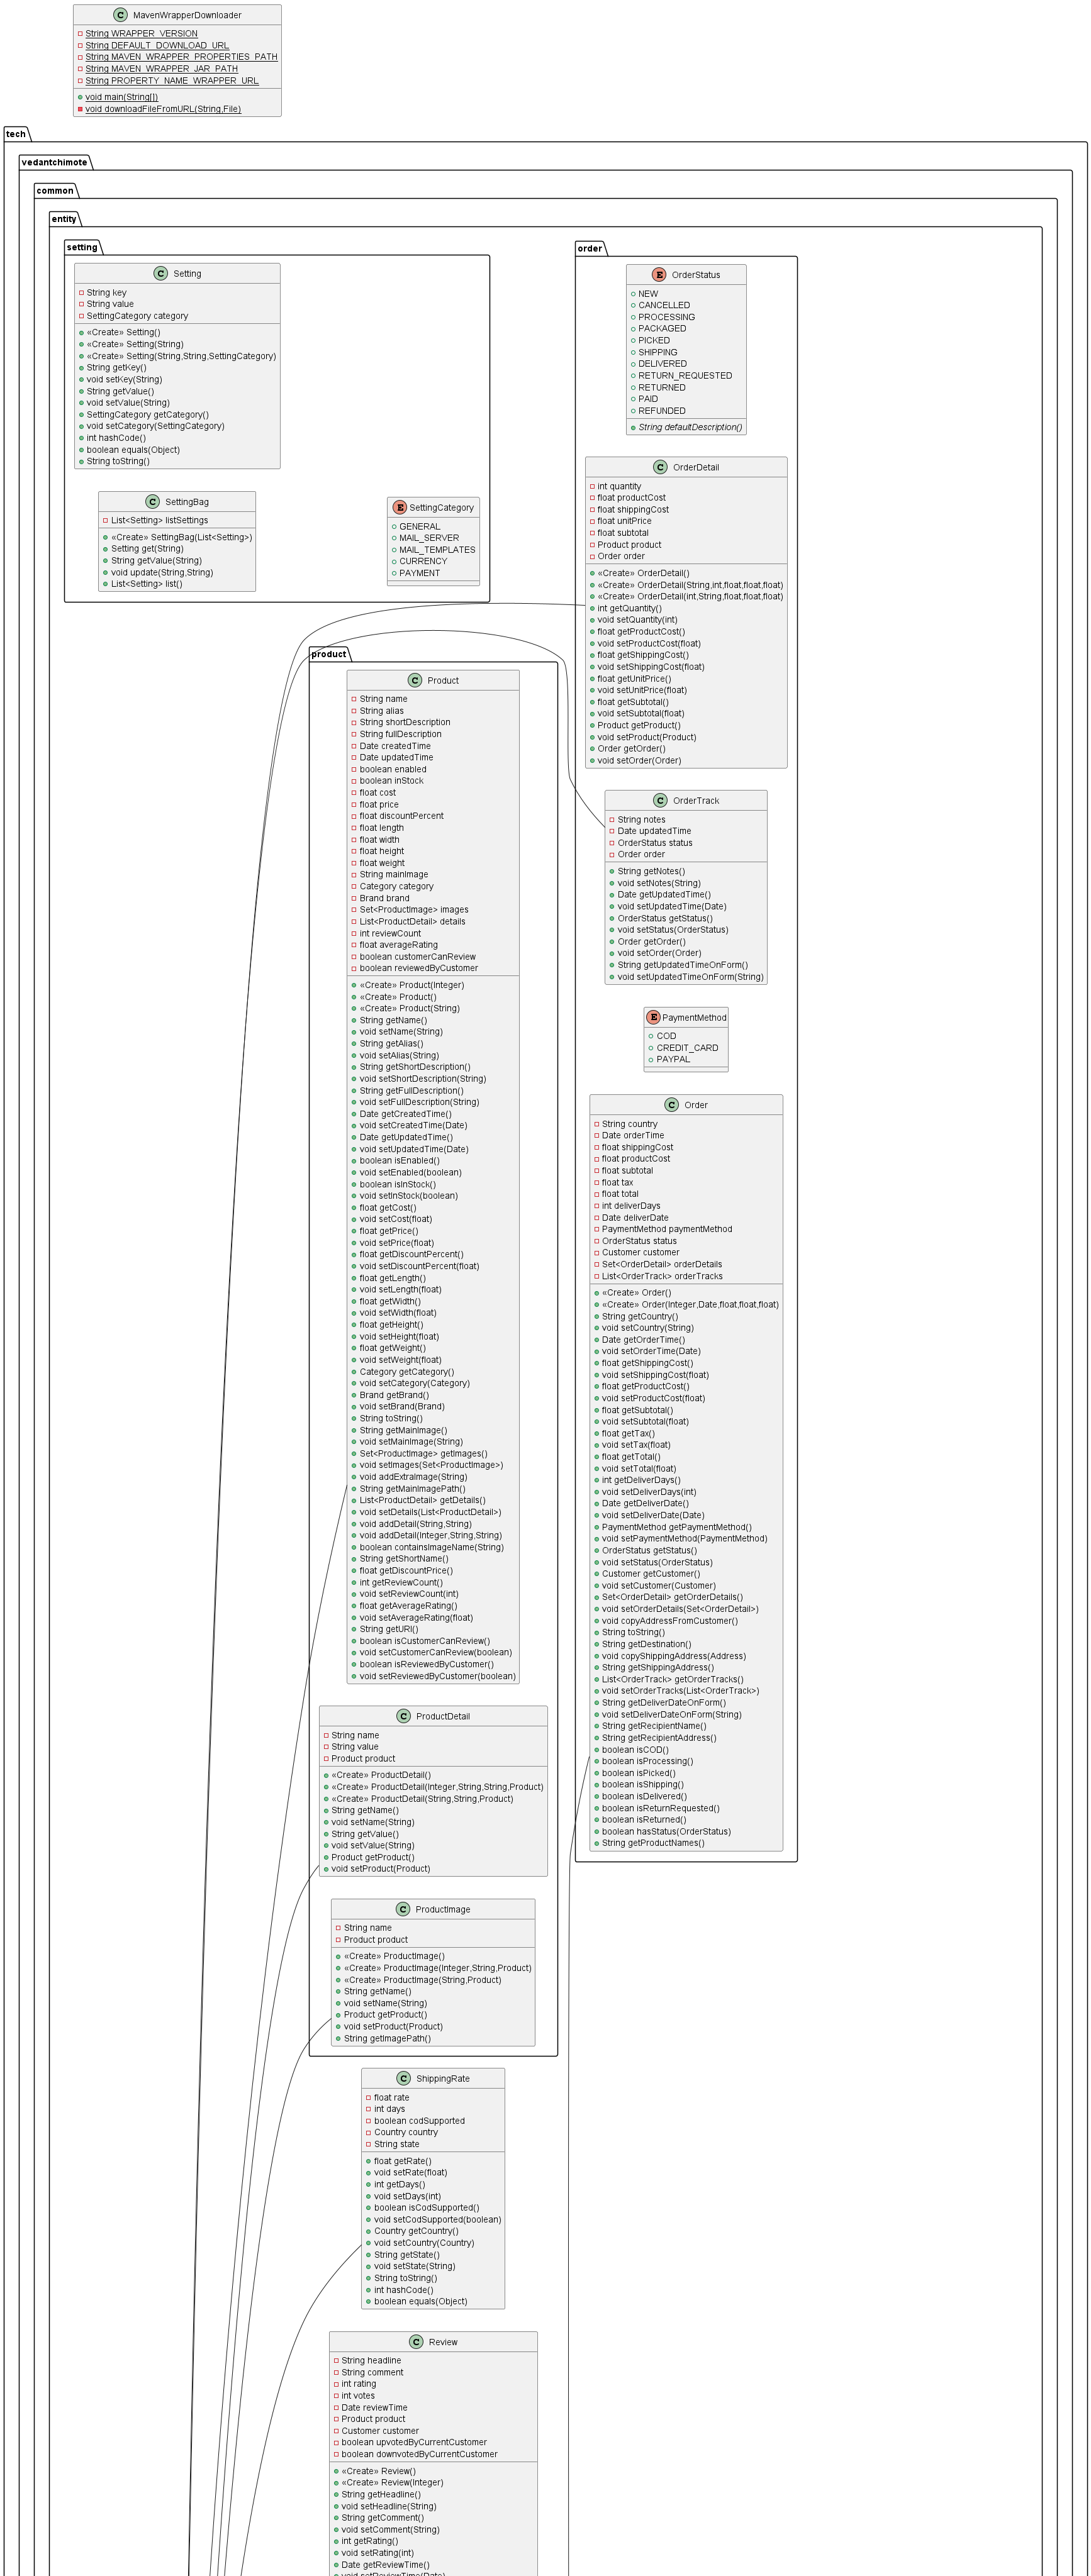 MavenWrapperDownloader
String WRAPPER_VERSION
String DEFAULT_DOWNLOAD_URL
String MAVEN_WRAPPER_PROPERTIES_PATH
String MAVEN_WRAPPER_JAR_PATH
String PROPERTY_NAME_WRAPPER_URL
void main(String[])
void downloadFileFromURL(String,File)
tech
vedantchimote
common
entity
setting
Setting
String key
String value
SettingCategory category
«Create» Setting()
«Create» Setting(String)
«Create» Setting(String,String,SettingCategory)
String getKey()
void setKey(String)
String getValue()
void setValue(String)
SettingCategory getCategory()
void setCategory(SettingCategory)
int hashCode()
boolean equals(Object)
String toString()
SettingBag
List<Setting> listSettings
«Create» SettingBag(List<Setting>)
Setting get(String)
String getValue(String)
void update(String,String)
List<Setting> list()
SettingCategory
GENERAL
MAIL_SERVER
MAIL_TEMPLATES
CURRENCY
PAYMENT
order
OrderStatus
NEW
CANCELLED
PROCESSING
PACKAGED
PICKED
SHIPPING
DELIVERED
RETURN_REQUESTED
RETURNED
PAID
REFUNDED
String defaultDescription()
OrderDetail
int quantity
float productCost
float shippingCost
float unitPrice
float subtotal
Product product
Order order
«Create» OrderDetail()
«Create» OrderDetail(String,int,float,float,float)
«Create» OrderDetail(int,String,float,float,float)
int getQuantity()
void setQuantity(int)
float getProductCost()
void setProductCost(float)
float getShippingCost()
void setShippingCost(float)
float getUnitPrice()
void setUnitPrice(float)
float getSubtotal()
void setSubtotal(float)
Product getProduct()
void setProduct(Product)
Order getOrder()
void setOrder(Order)
OrderTrack
String notes
Date updatedTime
OrderStatus status
Order order
String getNotes()
void setNotes(String)
Date getUpdatedTime()
void setUpdatedTime(Date)
OrderStatus getStatus()
void setStatus(OrderStatus)
Order getOrder()
void setOrder(Order)
String getUpdatedTimeOnForm()
void setUpdatedTimeOnForm(String)
PaymentMethod
COD
CREDIT_CARD
PAYPAL
Order
String country
Date orderTime
float shippingCost
float productCost
float subtotal
float tax
float total
int deliverDays
Date deliverDate
PaymentMethod paymentMethod
OrderStatus status
Customer customer
Set<OrderDetail> orderDetails
List<OrderTrack> orderTracks
«Create» Order()
«Create» Order(Integer,Date,float,float,float)
String getCountry()
void setCountry(String)
Date getOrderTime()
void setOrderTime(Date)
float getShippingCost()
void setShippingCost(float)
float getProductCost()
void setProductCost(float)
float getSubtotal()
void setSubtotal(float)
float getTax()
void setTax(float)
float getTotal()
void setTotal(float)
int getDeliverDays()
void setDeliverDays(int)
Date getDeliverDate()
void setDeliverDate(Date)
PaymentMethod getPaymentMethod()
void setPaymentMethod(PaymentMethod)
OrderStatus getStatus()
void setStatus(OrderStatus)
Customer getCustomer()
void setCustomer(Customer)
Set<OrderDetail> getOrderDetails()
void setOrderDetails(Set<OrderDetail>)
void copyAddressFromCustomer()
String toString()
String getDestination()
void copyShippingAddress(Address)
String getShippingAddress()
List<OrderTrack> getOrderTracks()
void setOrderTracks(List<OrderTrack>)
String getDeliverDateOnForm()
void setDeliverDateOnForm(String)
String getRecipientName()
String getRecipientAddress()
boolean isCOD()
boolean isProcessing()
boolean isPicked()
boolean isShipping()
boolean isDelivered()
boolean isReturnRequested()
boolean isReturned()
boolean hasStatus(OrderStatus)
String getProductNames()
product
Product
String name
String alias
String shortDescription
String fullDescription
Date createdTime
Date updatedTime
boolean enabled
boolean inStock
float cost
float price
float discountPercent
float length
float width
float height
float weight
String mainImage
Category category
Brand brand
Set<ProductImage> images
List<ProductDetail> details
int reviewCount
float averageRating
boolean customerCanReview
boolean reviewedByCustomer
«Create» Product(Integer)
«Create» Product()
«Create» Product(String)
String getName()
void setName(String)
String getAlias()
void setAlias(String)
String getShortDescription()
void setShortDescription(String)
String getFullDescription()
void setFullDescription(String)
Date getCreatedTime()
void setCreatedTime(Date)
Date getUpdatedTime()
void setUpdatedTime(Date)
boolean isEnabled()
void setEnabled(boolean)
boolean isInStock()
void setInStock(boolean)
float getCost()
void setCost(float)
float getPrice()
void setPrice(float)
float getDiscountPercent()
void setDiscountPercent(float)
float getLength()
void setLength(float)
float getWidth()
void setWidth(float)
float getHeight()
void setHeight(float)
float getWeight()
void setWeight(float)
Category getCategory()
void setCategory(Category)
Brand getBrand()
void setBrand(Brand)
String toString()
String getMainImage()
void setMainImage(String)
Set<ProductImage> getImages()
void setImages(Set<ProductImage>)
void addExtraImage(String)
String getMainImagePath()
List<ProductDetail> getDetails()
void setDetails(List<ProductDetail>)
void addDetail(String,String)
void addDetail(Integer,String,String)
boolean containsImageName(String)
String getShortName()
float getDiscountPrice()
int getReviewCount()
void setReviewCount(int)
float getAverageRating()
void setAverageRating(float)
String getURI()
boolean isCustomerCanReview()
void setCustomerCanReview(boolean)
boolean isReviewedByCustomer()
void setReviewedByCustomer(boolean)
ProductDetail
String name
String value
Product product
«Create» ProductDetail()
«Create» ProductDetail(Integer,String,String,Product)
«Create» ProductDetail(String,String,Product)
String getName()
void setName(String)
String getValue()
void setValue(String)
Product getProduct()
void setProduct(Product)
ProductImage
String name
Product product
«Create» ProductImage()
«Create» ProductImage(Integer,String,Product)
«Create» ProductImage(String,Product)
String getName()
void setName(String)
Product getProduct()
void setProduct(Product)
String getImagePath()
ShippingRate
float rate
int days
boolean codSupported
Country country
String state
float getRate()
void setRate(float)
int getDays()
void setDays(int)
boolean isCodSupported()
void setCodSupported(boolean)
Country getCountry()
void setCountry(Country)
String getState()
void setState(String)
String toString()
int hashCode()
boolean equals(Object)
Review
String headline
String comment
int rating
int votes
Date reviewTime
Product product
Customer customer
boolean upvotedByCurrentCustomer
boolean downvotedByCurrentCustomer
«Create» Review()
«Create» Review(Integer)
String getHeadline()
void setHeadline(String)
String getComment()
void setComment(String)
int getRating()
void setRating(int)
Date getReviewTime()
void setReviewTime(Date)